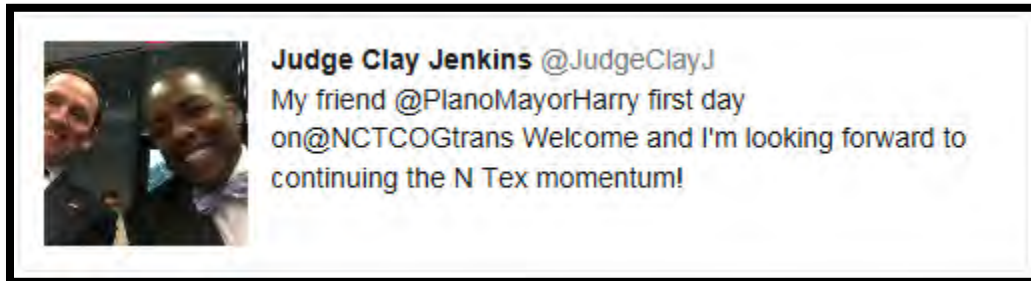 Judge Clay Jenkins @JudgeClayJ
My friend @PlanoMayorHarry first day
on@NCTCOGtrans Welcome and I'm looking forward to
continuing the N Tex momentum!